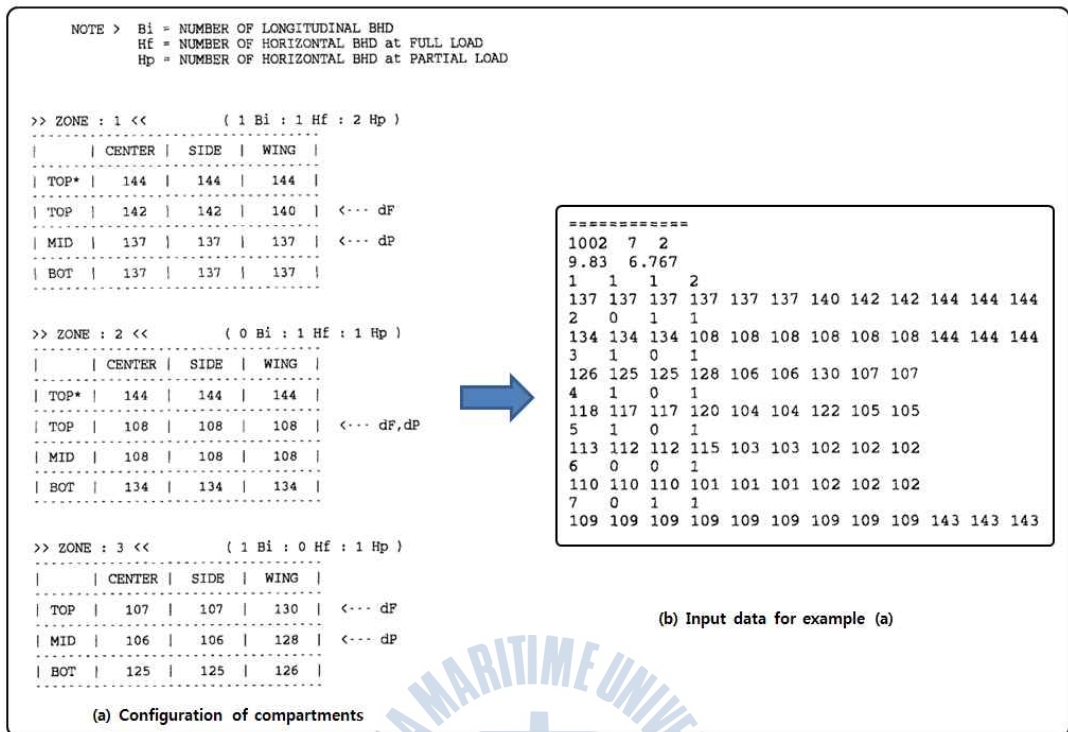 NOTE > Bi = NUMBER OF LONGITUDINAL BHD
Hf = NUMBER OF HORIZONTAL BHD at FULL LOAD
Hp = NUMBER OF HORIZONTAL BHD at PARTIAL LOAD
>> ZONE : 1 << ( 1 Bi : 1 Hf : 2 Hp )
| | CENTER | SIDE | WING |
| TOP* | 144 | 144 | 144 |
| TOP | 142 | 142 | 140 | <--- dF
| MID | 137 | 137 | 137 | <--- dP
| BOT | 137 | 137 | 137 |
>> ZONE : 2 << ( 0 Bi : 1 Hf : 1 Hp )
| | CENTER | SIDE | WING |
| TOP* | 144 | 144 | 144 |
| TOP | 108 | 108 | 108 | <--- dF,dP
| MID | 108 | 108 | 108 |
| BOT | 134 | 134 | 134 |
>> ZONE : 3 << ( 1 Bi : 0 Hf : 1 Hp )
| | CENTER | SIDE | WING |
| TOP | 107 | 107 | 130 | <--- dF
| MID | 106 | 106 | 128 | <--- dP
| BOT | 125 | 125 | 126 |
(a) Configuration of compartments
============
1002 7 2
9.83 6.767
1 1 1 2
137 137 137 137 137 137 140 142 142 144 144 144
2 0 1 1
134 134 134 108 108 108 108 108 108 144 144 144
3 1 0 1
126 125 125 128 106 106 130 107 107
4 1 0 1
118 117 117 120 104 104 122 105 105
5 1 0 1
113 112 112 115 103 103 102 102 102
6 0 0 1
110 110 110 101 101 101 102 102 102
7 0 1 1
109 109 109 109 109 109 109 109 109 143 143 143
(b) Input data for example (a)
MARITIME